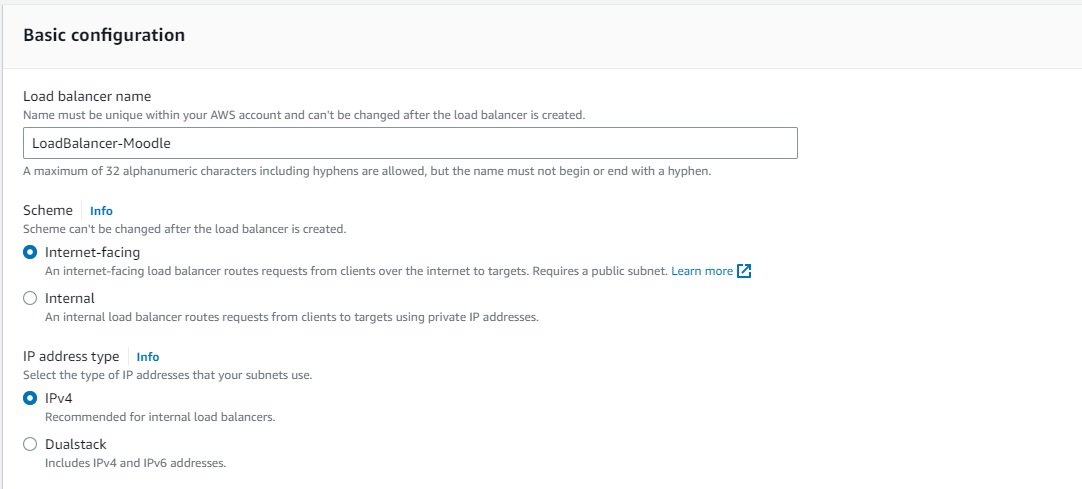 Basic configuration
Load balancer name
Name must be unique within your AWS account and can't be changed after the load balancer is created.
LoadBalancer-Moodle
A maximum of 32 alphanumeric characters including hyphens are allowed, but the name must not begin or end with a hyphen.
Scheme Info
Scheme can't be changed after the load balancer is created.
Internet-facing
An internet-facing load balancer routes requests from clients over the internet to targets. Requires a public subnet. Learn more
Internal
An internal load balancer routes requests from clients to targets using private IP addresses.
IP address type Info
Select the type of IP addresses that your subnets use.
IPv4
Recommended for internal load balancers.
Dualstack
Includes IPv4 and IPv6 addresses.